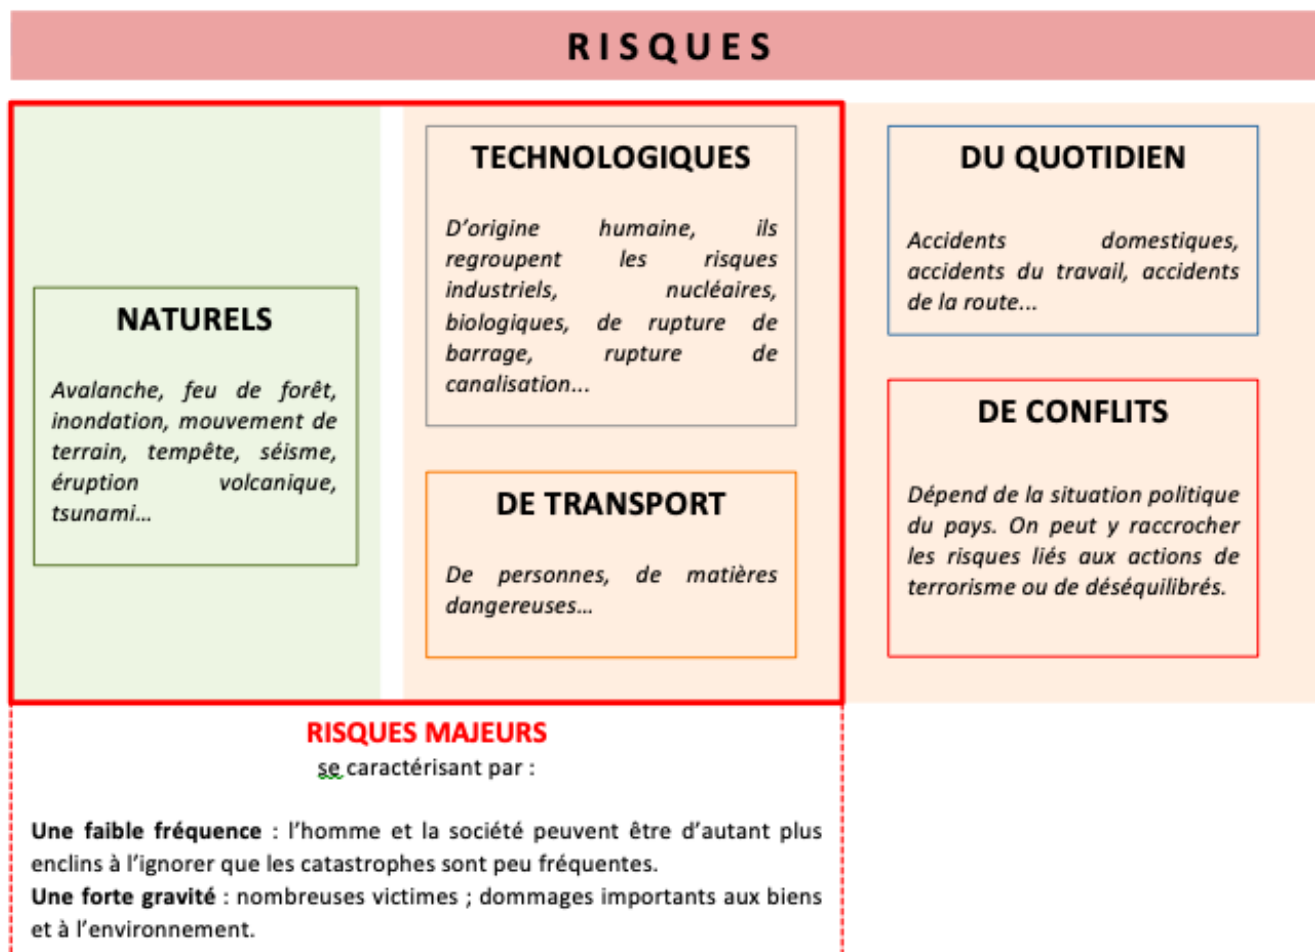 RISQUES
NATURELS
Avalanche, feu de forêt,
inondation, mouvement de
terrain, tempête, séisme,
éruption volcanique,
tsunami…
TECHNOLOGIQUES
D’origine humaine, ils
regroupent les risques
industriels, nucléaires,
biologiques, de rupture de
barrage, rupture de
canalisation...
DE TRANSPORT
De personnes, de matières
dangereuses…
DU QUOTIDIEN
Accidents domestiques,
accidents du travail, accidents
de la route...
DE CONFLITS
Dépend de la situation politique
du pays. On peut y raccrocher
les risques liés aux actions de
terrorisme ou de déséquilibrés.
RISQUES MAJEURS
se caractérisant par :
Une faible fréquence : l’homme et la société peuvent être d’autant plus
enclins à l’ignorer que les catastrophes sont peu fréquentes.
Une forte gravité : nombreuses victimes ; dommages importants aux biens
et à l’environnement.